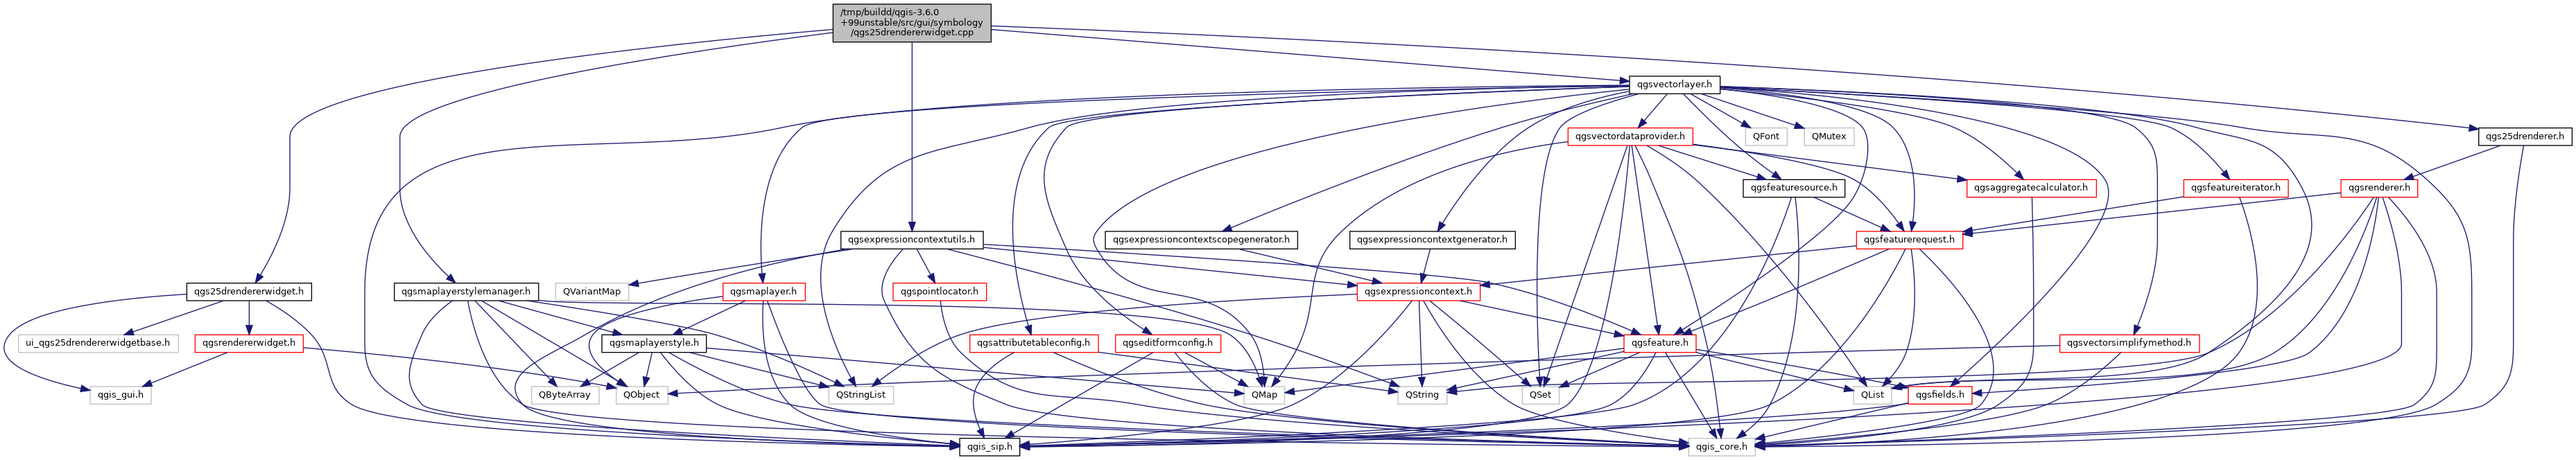 /tmp/buildd/qgis-3.6.0
+99unstable/src/gui/symbology
/qgs25drendererwidget.cpp
qgsvectorlayer.h
qgsvectordataprovider.h
QFont
QMutex
qgs25drenderer.h
qgsfeaturesource.h
qgsaggregatecalculator.h
qgsfeatureiterator.h
qgsrenderer.h
qgsexpressioncontextutils.h
qgsexpressioncontextscopegenerator.h
qgsexpressioncontextgenerator.h
qgsfeaturerequest.h
qgs25drendererwidget.h
qgsmaplayerstylemanager.h
QVariantMap
qgsmaplayer.h
qgspointlocator.h
qgsexpressioncontext.h
ui_qgs25drendererwidgetbase.h
qgsrendererwidget.h
qgsmaplayerstyle.h
qgsattributetableconfig.h
qgseditformconfig.h
qgsfeature.h
qgsvectorsimplifymethod.h
qgis_gui.h
QByteArray
QObject
QStringList
QMap
QString
QSet
QList
qgsfields.h
qgis_sip.h
qgis_core.h